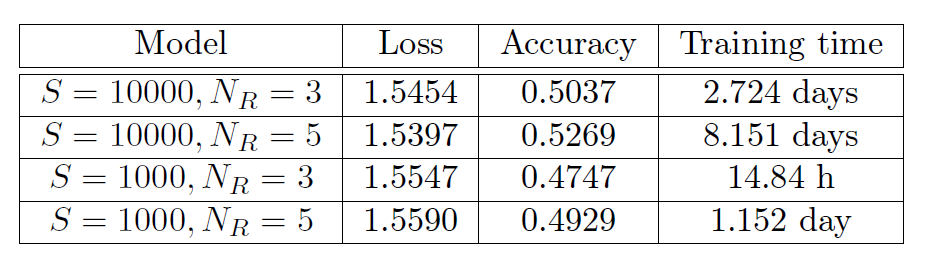 Model Loss Accuracy Training time
S = 10000, N_R = 3 1.5454 0.5037 2.724 days
S = 10000, N_R = 5 1.5397 0.5269 8.151 days
S = 1000, N_R = 3 1.5547 0.4747 14.84 h
S = 1000, N_R = 5 1.5590 0.4929 1.152 day